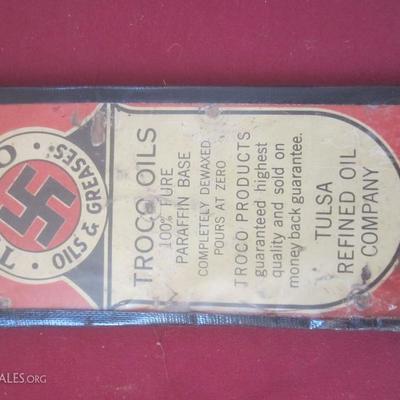 TROCO OILS
100% PURE
PARAFFIN BASE
COMPLETELY DEWAXED
POURS AT ZERO
TROCO PRODUCTS
guaranteed highest
quality and sold on
money back guarantee.
TULSA
REFINED OIL
COMPANY
OILS & GREASES
ALES.ORG